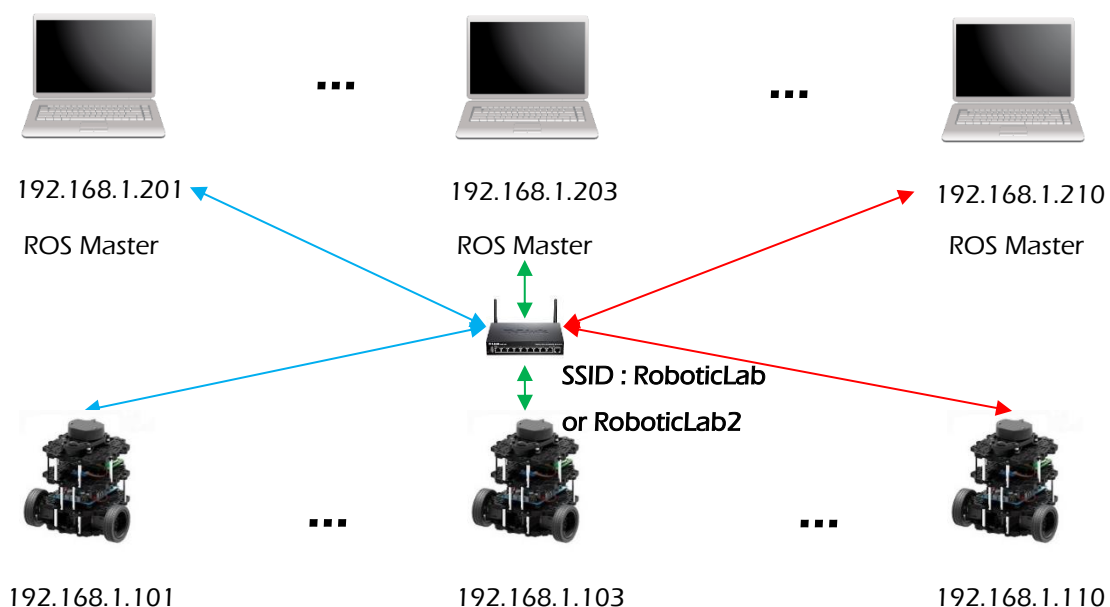 ...
...
192.168.1.201
192.168.1.203
192.168.1.210
ROS Master
ROS Master
ROS Master
SSID : RoboticLab
or RoboticLab2
...
...
192.168.1.101
192.168.1.103
192.168.1.110